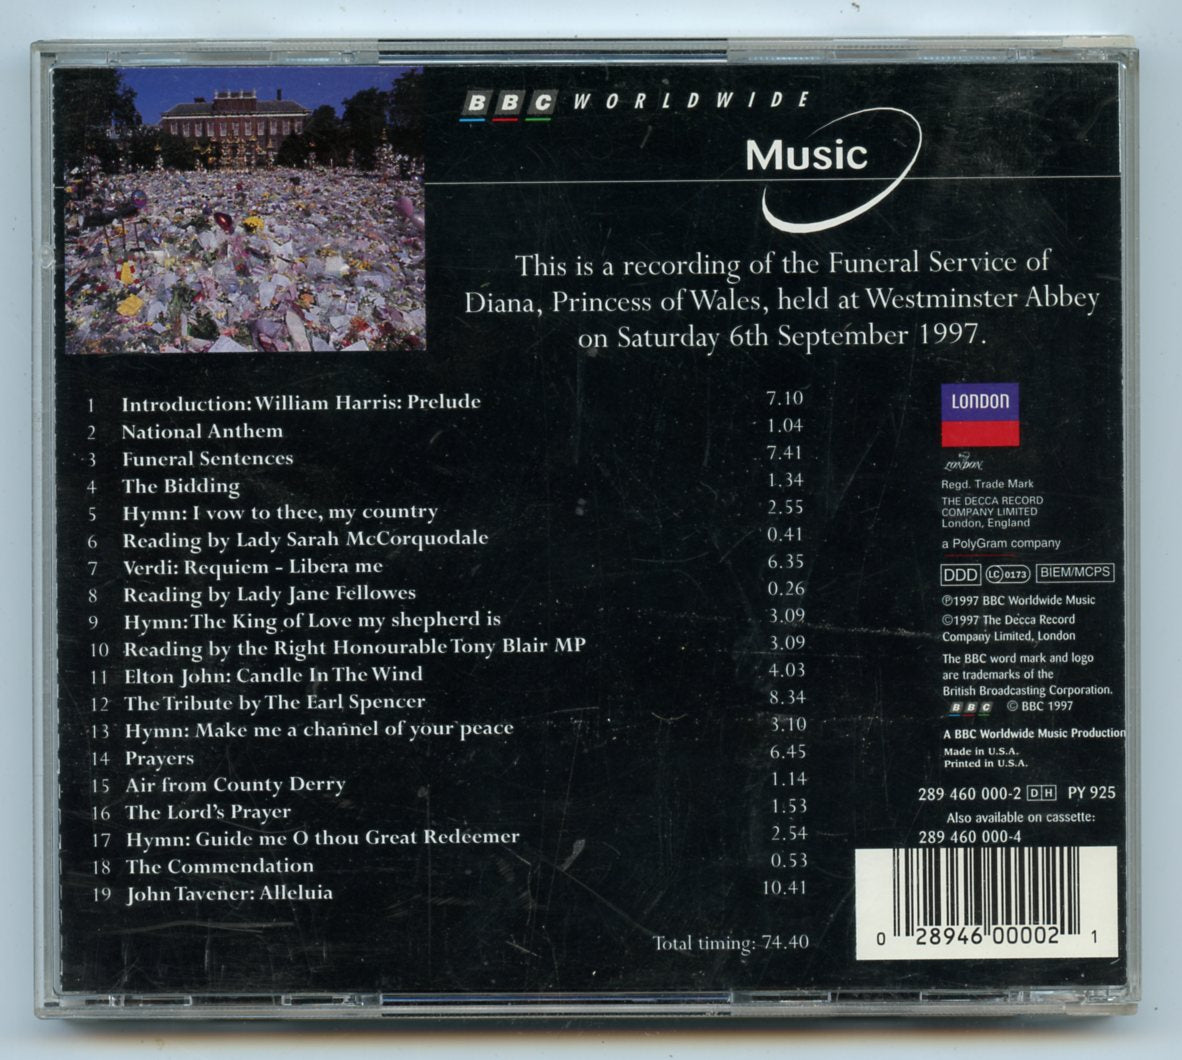 BBC WORLDWIDE
Music
This is a recording of the Funeral Service of
Diana, Princess of Wales, held at Westminster Abbey
on Saturday 6th September 1997.
1 Introduction: William Harris: Prelude 7.10
2 National Anthem 1.04
3 Funeral Sentences 7.41
4 The Bidding 1.34
5 Hymn: I vow to thee, my country 2.55
6 Reading by Lady Sarah McCorquodale 0.41
7 Verdi: Requiem - Libera me 6.35
8 Reading by Lady Jane Fellowes 0.26
9 Hymn: The King of Love my shepherd is 3.09
10 Reading by the Right Honourable Tony Blair MP 3.09
11 Elton John: Candle In The Wind 4.03
12 The Tribute by The Earl Spencer 8.34
13 Hymn: Make me a channel of your peace 3.10
14 Prayers 6.45
15 Air from County Derry 1.14
16 The Lord's Prayer 1.53
17 Hymn: Guide me O thou Great Redeemer 2.54
18 The Commendation 0.53
19 John Tavener: Alleluia 10.41
Total timing: 74.40
LONDON
LONDON
Regd. Trade Mark
THE DECCA RECORD
COMPANY LIMITED
London, England
a PolyGram company
DDD LC 0173 BIEM/MCPS
℗1997 BBC Worldwide Music
©1997 The Decca Record
Company Limited, London
The BBC word mark and logo
are trademarks of the
British Broadcasting Corporation.
BBC © BBC 1997
A BBC Worldwide Music Production
Made in U.S.A.
Printed in U.S.A.
289 460 000-2 DH PY 925
Also available on cassette:
289 460 000-4
0 28946 00002 1